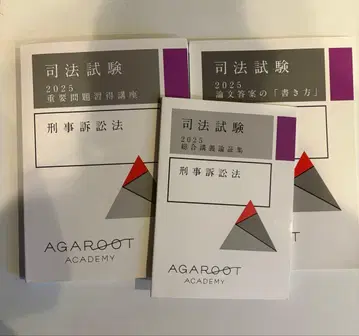 司法試験
2025
重要問題習得講座
刑事訴訟法
AGAROOT
ACADEMY
司法試験
2025
論文答案の「書き方」
司法試験
2025
総合講義論証集
刑事訴訟法
AGAROOT
ACADEMY